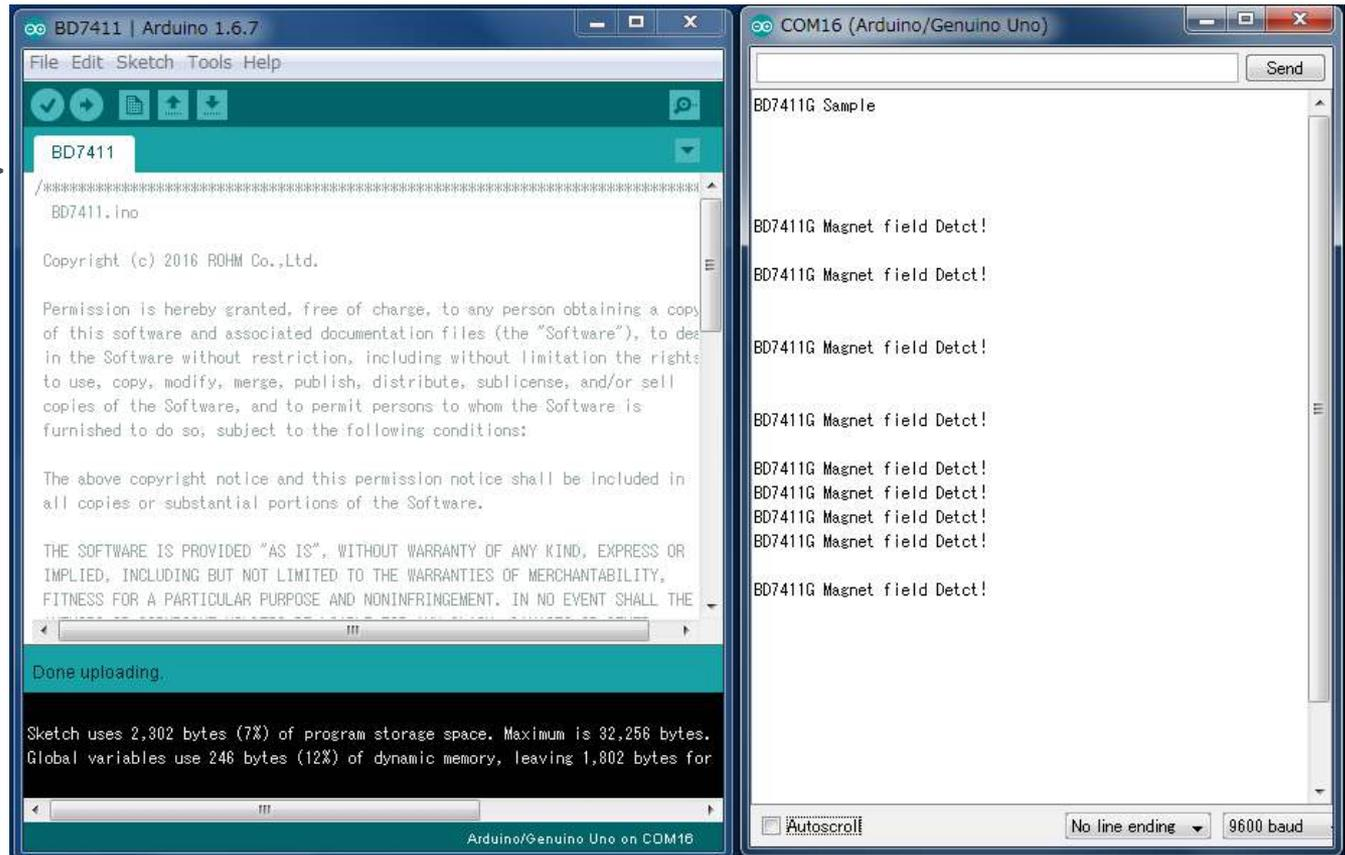 BD7411 | Arduino 1.6.7
File Edit Sketch Tools Help
BD7411
/******************************************************************************
BD7411.ino
Copyright (c) 2016 ROHM Co.,Ltd.
Permission is hereby granted, free of charge, to any person obtaining a copy
of this software and associated documentation files (the "Software"), to dea
in the Software without restriction, including without limitation the rights
to use, copy, modify, merge, publish, distribute, sublicense, and/or sell
copies of the Software, and to permit persons to whom the Software is
furnished to do so, subject to the following conditions:
The above copyright notice and this permission notice shall be included in
all copies or substantial portions of the Software.
THE SOFTWARE IS PROVIDED "AS IS", WITHOUT WARRANTY OF ANY KIND, EXPRESS OR
IMPLIED, INCLUDING BUT NOT LIMITED TO THE WARRANTIES OF MERCHANTABILITY,
FITNESS FOR A PARTICULAR PURPOSE AND NONINFRINGEMENT. IN NO EVENT SHALL THE
Done uploading.
Sketch uses 2,302 bytes (7%) of program storage space. Maximum is 32,256 bytes.
Global variables use 246 bytes (12%) of dynamic memory, leaving 1,802 bytes for
Arduino/Genuino Uno on COM16
COM16 (Arduino/Genuino Uno)
Send
BD7411G Sample
BD7411G Magnet field Detct!
BD7411G Magnet field Detct!
BD7411G Magnet field Detct!
BD7411G Magnet field Detct!
BD7411G Magnet field Detct!
BD7411G Magnet field Detct!
BD7411G Magnet field Detct!
BD7411G Magnet field Detct!
BD7411G Magnet field Detct!
Autoscroll
No line ending
9600 baud